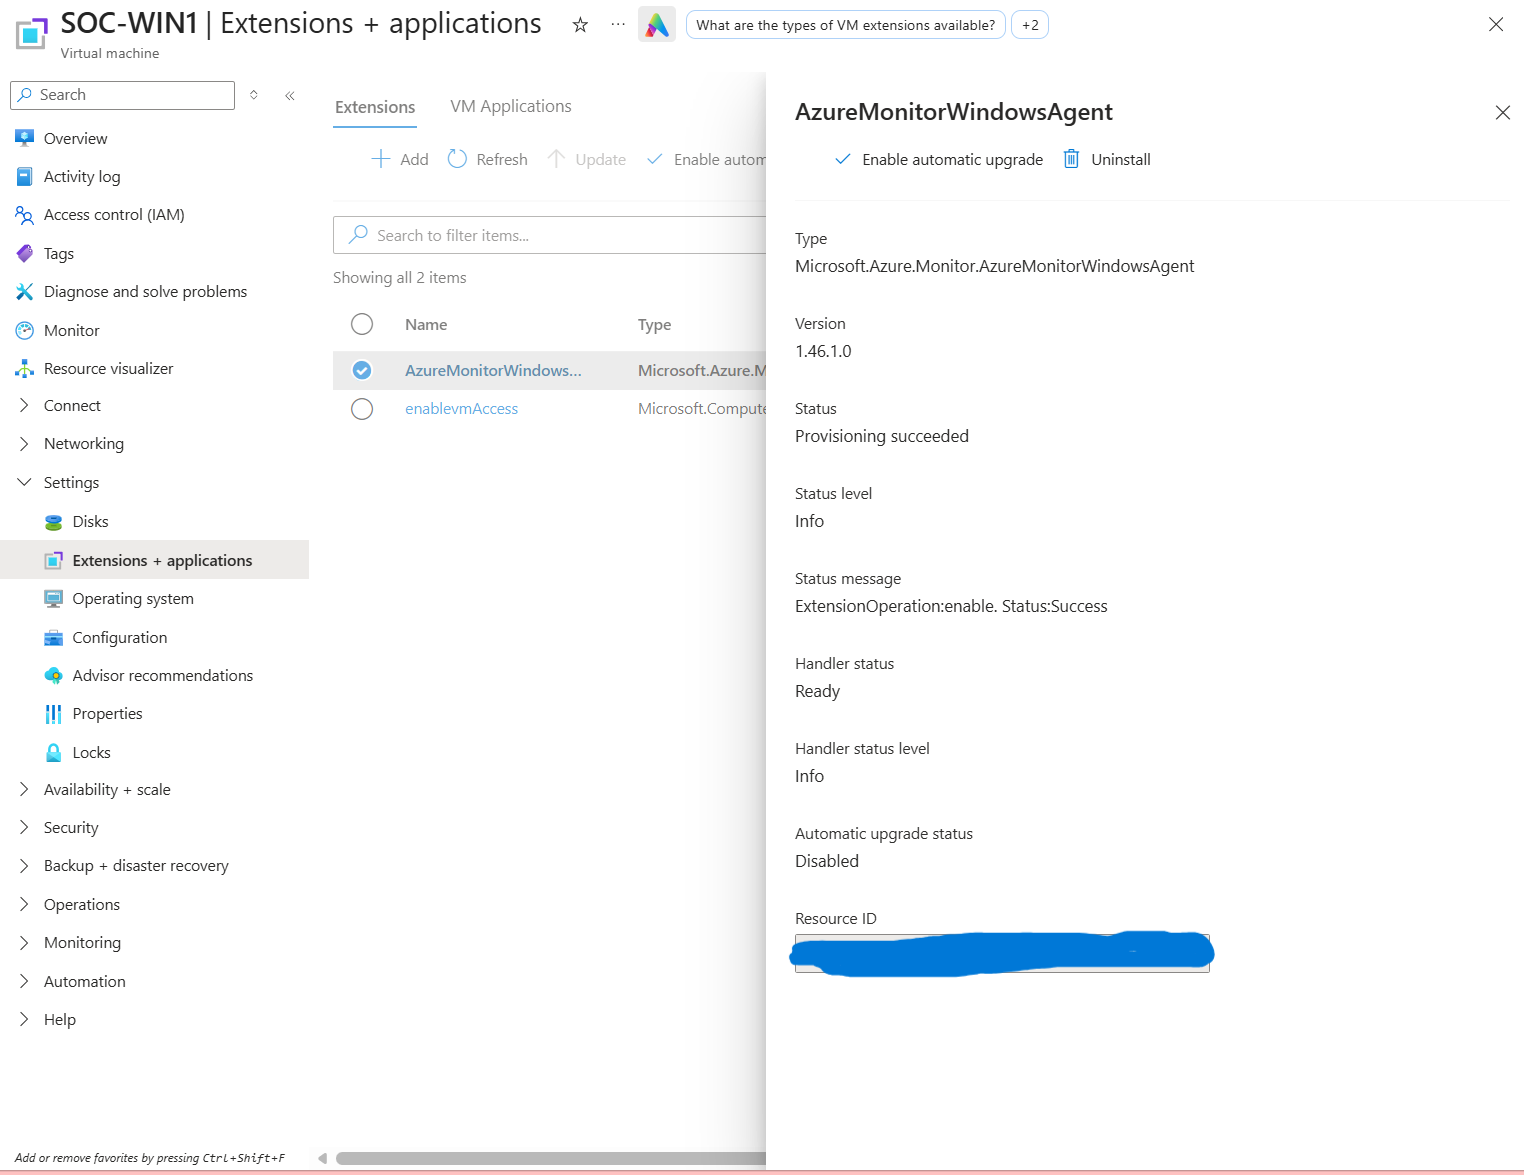 SOC-WIN1 | Extensions + applications
What are the types of VM extensions available?
+2
Virtual machine
Search
Overview
Activity log
Access control (IAM)
Tags
Diagnose and solve problems
Monitor
Resource visualizer
Connect
Networking
Settings
Disks
Extensions + applications
Operating system
Configuration
Advisor recommendations
Properties
Locks
Availability + scale
Security
Backup + disaster recovery
Operations
Monitoring
Automation
Help
Add or remove favorites by pressing Ctrl+Shift+F
Extensions VM Applications
Add Refresh Update Enable autom
Search to filter items...
Showing all 2 items
Name Type
AzureMonitorWindows... Microsoft.Azure.M
enablevmAccess Microsoft.Compute
AzureMonitorWindowsAgent
Enable automatic upgrade Uninstall
Type
Microsoft.Azure.Monitor.AzureMonitorWindowsAgent
Version
1.46.1.0
Status
Provisioning succeeded
Status level
Info
Status message
ExtensionOperation:enable. Status:Success
Handler status
Ready
Handler status level
Info
Automatic upgrade status
Disabled
Resource ID